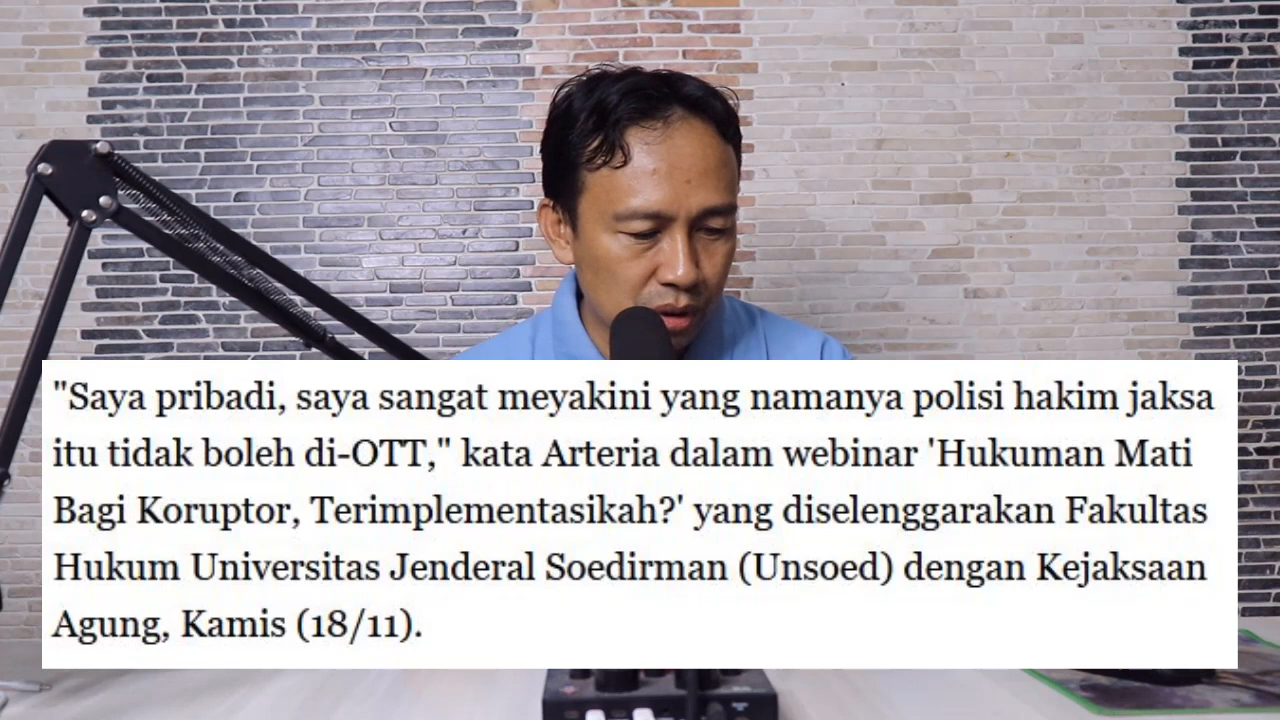 "Saya pribadi, saya sangat meyakini yang namanya polisi hakim jaksa
itu tidak boleh di-OTT," kata Arteria dalam webinar 'Hukuman Mati
Bagi Koruptor, Terimplementasikah?' yang diselenggarakan Fakultas
Hukum Universitas Jenderal Soedirman (Unsoed) dengan Kejaksaan
Agung, Kamis (18/11).